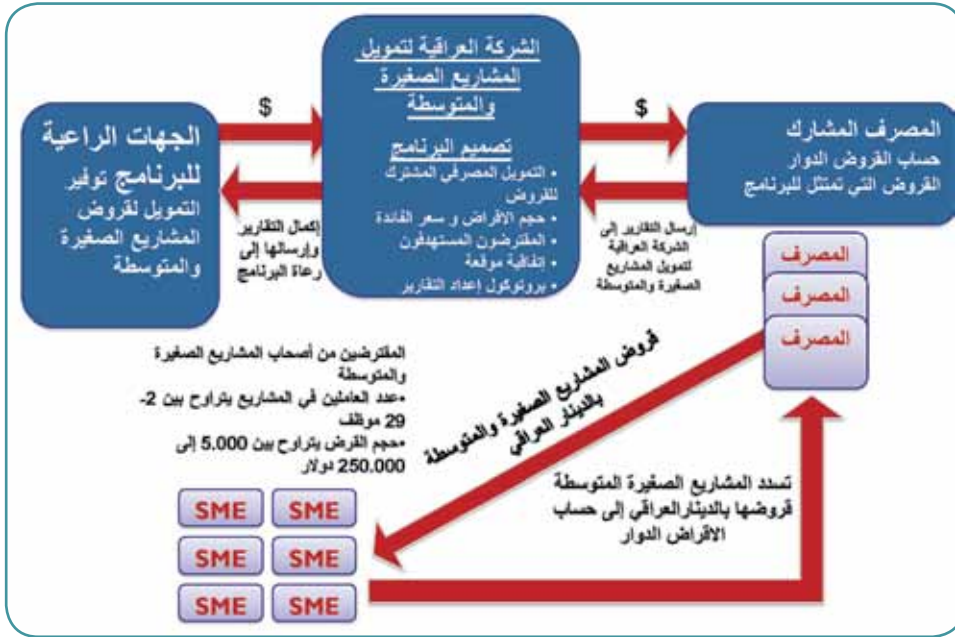 الشركة العراقية لتمويل
المشاريع الصغيرة
والمتوسطة
تصميم البرنامج
• التمويل المصرفي المشترك
للقروض
• حجم الاقراض و سعر الفائدة
• المقترضون المستهدفون
• إتفاقية موقعة
• بروتوكول إعداد التقارير
$
$
المصرف المشارك
حساب القروض الدوار
القروض التي تمتثل للبرنامج
الجهات الراعية
للبرنامج توفير
التمويل لقروض
المشاريع الصغيرة
والمتوسطة
إرسال التقارير إلى
الشركة العراقية
لتمويل المشاريع
الصغيرة والمتوسطة
إكمال التقارير
وإرسالها إلى
رعاة البرنامج
المصرف
المصرف
المصرف
قروض المشاريع الصغيرة والمتوسطة
بالدينار العراقي
المقترضين من أصحاب المشاريع الصغيرة
والمتوسطة
•عدد العاملين في المشاريع يتراوح بين 2-
29 موظف
•حجم القرض يتراوح بين 5.000 إلى
250.000 دولار
تسدد المشاريع الصغيرة المتوسطة
قروضها بالدينارالعراقي إلى حساب
الاقراض الدوار
SME SME
SME SME
SME SME